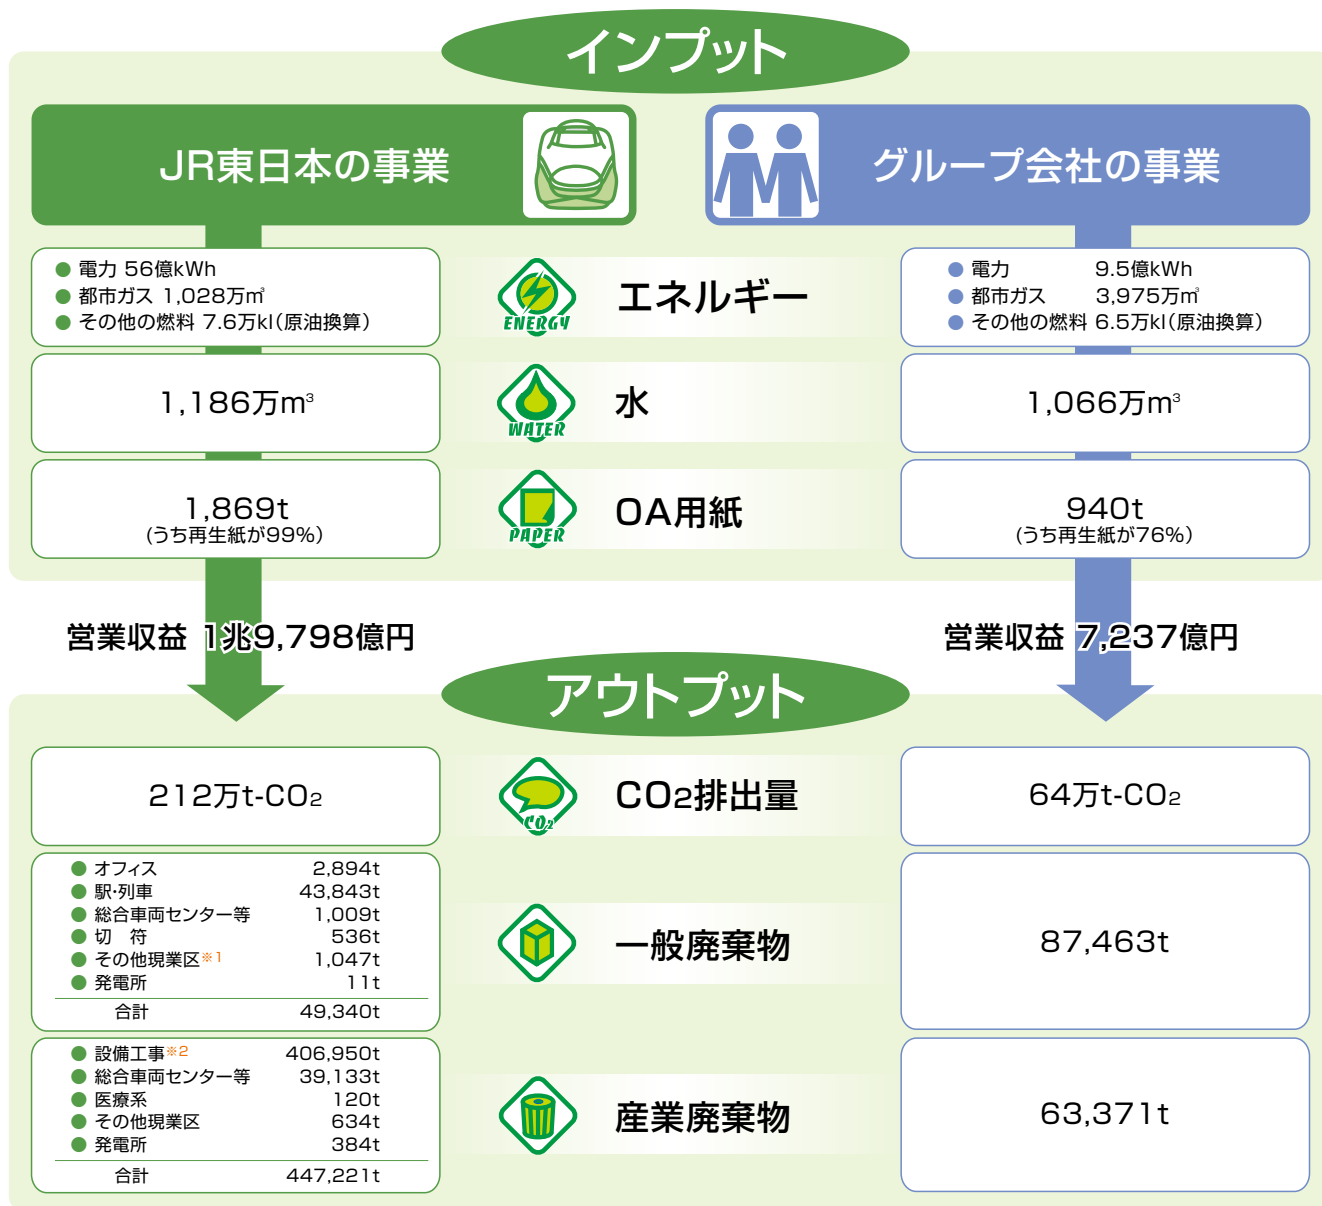 インプット
JR東日本の事業
グループ会社の事業
● 電力 56億kWh
● 都市ガス 1,028万㎥
● その他の燃料 7.6万kl(原油換算)
ENERGY
エネルギー
● 電力 9.5億kWh
● 都市ガス 3,975万㎥
● その他の燃料 6.5万kl(原油換算)
1,186万m³
WATER
水
1,066万m³
1,869t
(うち再生紙が99%)
PAPER
OA用紙
940t
(うち再生紙が76%)
営業収益 1兆9,798億円
営業収益 7,237億円
アウトプット
212万t-CO₂
CO₂
CO₂排出量
64万t-CO₂
● オフィス 2,894t
● 駅・列車 43,843t
● 総合車両センター等 1,009t
● 切　符 536t
● その他現業区※1 1,047t
● 発電所 11t
合計 49,340t
一般廃棄物
87,463t
● 設備工事※2 406,950t
● 総合車両センター等 39,133t
● 医療系 120t
● その他現業区 634t
● 発電所 384t
合計 447,221t
産業廃棄物
63,371t